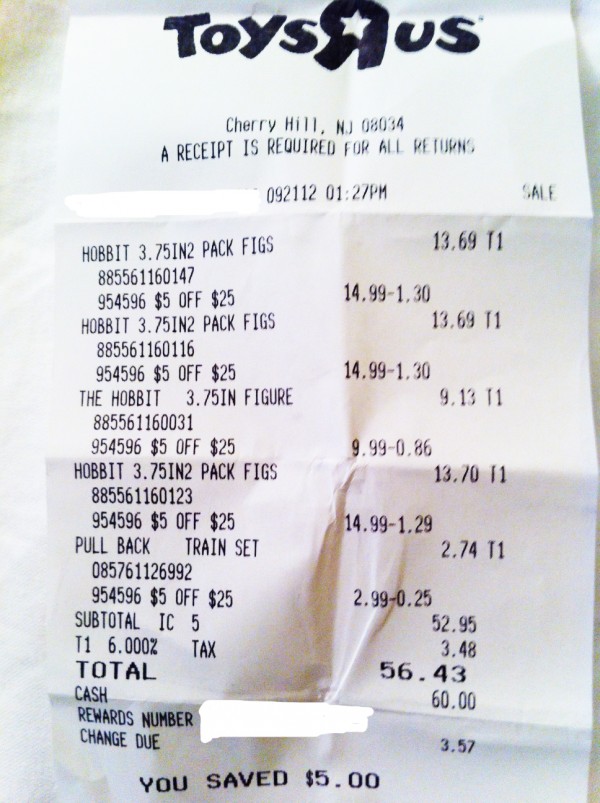 ToysЯus
Cherry Hill, NJ 08034
A RECEIPT IS REQUIRED FOR ALL RETURNS
092112 01:27PM SALE
HOBBIT 3.75IN2 PACK FIGS 13.69 T1
885561160147
954596 $5 OFF $25 14.99-1.30
HOBBIT 3.75IN2 PACK FIGS 13.69 T1
885561160116
954596 $5 OFF $25 14.99-1.30
THE HOBBIT 3.75IN FIGURE 9.13 T1
885561160031
954596 $5 OFF $25 9.99-0.86
HOBBIT 3.75IN2 PACK FIGS 13.70 T1
885561160123
954596 $5 OFF $25 14.99-1.29
PULL BACK TRAIN SET 2.74 T1
085761126992
954596 $5 OFF $25 2.99-0.25
SUBTOTAL IC 5 52.95
T1 6.000% TAX 3.48
TOTAL 56.43
CASH 60.00
REWARDS NUMBER
CHANGE DUE 3.57
YOU SAVED $5.00